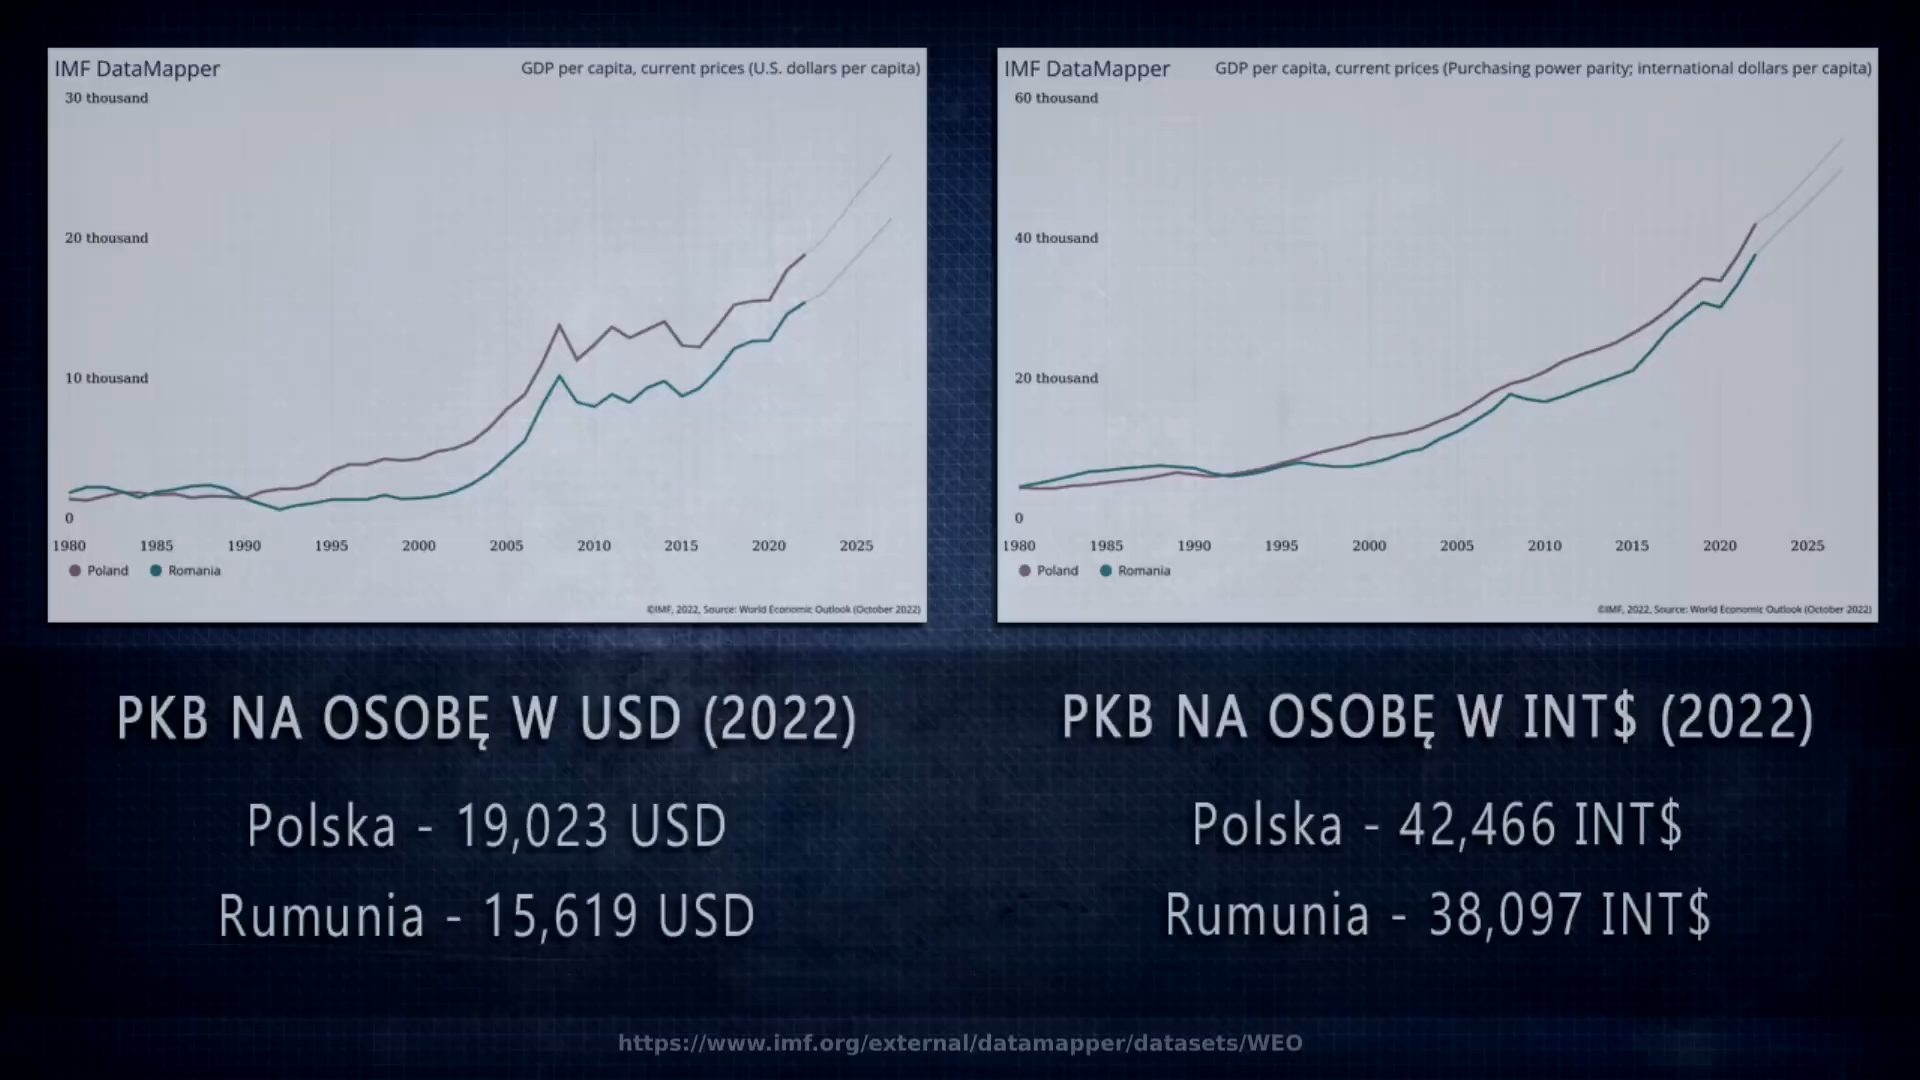 IMF DataMapper
GDP per capita, current prices (U.S. dollars per capita)
30 thousand
20 thousand
10 thousand
0
1980 1985 1990 1995 2000 2005 2010 2015 2020 2025
Poland Romania
©IMF, 2022, Source: World Economic Outlook (October 2022)
IMF DataMapper
GDP per capita, current prices (Purchasing power parity; international dollars per capita)
60 thousand
40 thousand
20 thousand
0
1980 1985 1990 1995 2000 2005 2010 2015 2020 2025
Poland Romania
©IMF, 2022, Source: World Economic Outlook (October 2022)
PKB NA OSOBĘ W USD (2022)
Polska - 19,023 USD
Rumunia - 15,619 USD
PKB NA OSOBĘ W INT$ (2022)
Polska - 42,466 INT$
Rumunia - 38,097 INT$
https://www.imf.org/external/datamapper/datasets/WEO